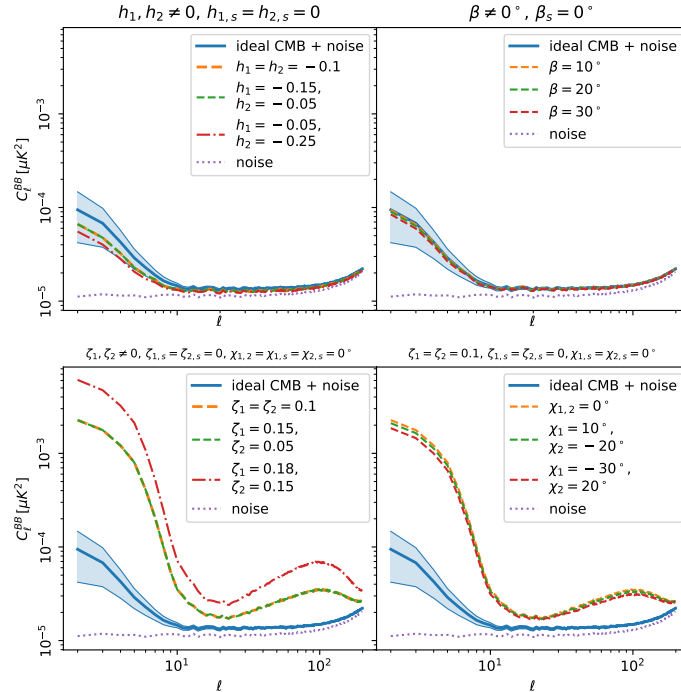 h₁, h₂ ≠ 0, h₁,ₛ = h₂,ₛ = 0
β ≠ 0°, βₛ = 0°
ideal CMB + noise
h₁ = h₂ = −0.1
h₁ = −0.15,
h₂ = −0.05
h₁ = −0.05,
h₂ = −0.25
noise
ideal CMB + noise
β = 10°
β = 20°
β = 30°
noise
C_ℓ^BB [μK²]
10⁻³
10⁻⁴
10⁻⁵
ℓ
ℓ
ζ₁, ζ₂ ≠ 0, ζ₁,ₛ = ζ₂,ₛ = 0, χ₁,₂ = χ₁,ₛ = χ₂,ₛ = 0°
ζ₁ = ζ₂ = 0.1, ζ₁,ₛ = ζ₂,ₛ = 0, χ₁,ₛ = χ₂,ₛ = 0°
ideal CMB + noise
ζ₁ = ζ₂ = 0.1
ζ₁ = 0.15,
ζ₂ = 0.05
ζ₁ = 0.18,
ζ₂ = 0.15
noise
ideal CMB + noise
χ₁,₂ = 0°
χ₁ = 10°,
χ₂ = −20°
χ₁ = −30°,
χ₂ = 20°
noise
C_ℓ^BB [μK²]
10⁻³
10⁻⁴
10⁻⁵
10¹
10²
10¹
10²
ℓ
ℓ